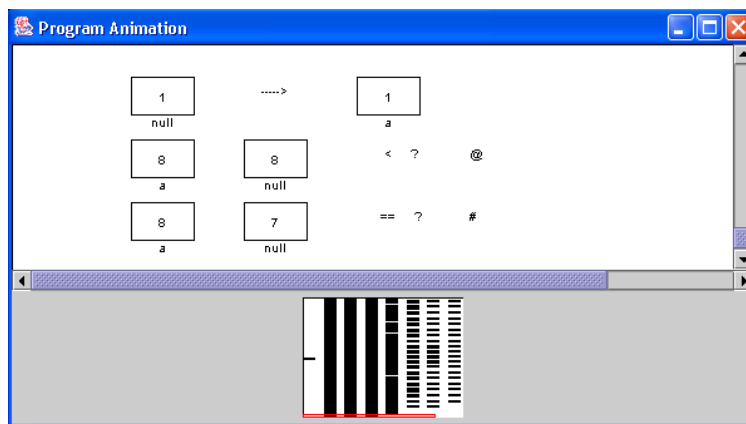 Program Animation
1 -----> 1
null a
8 8 < ? @
a null
8 7 == ? #
a null